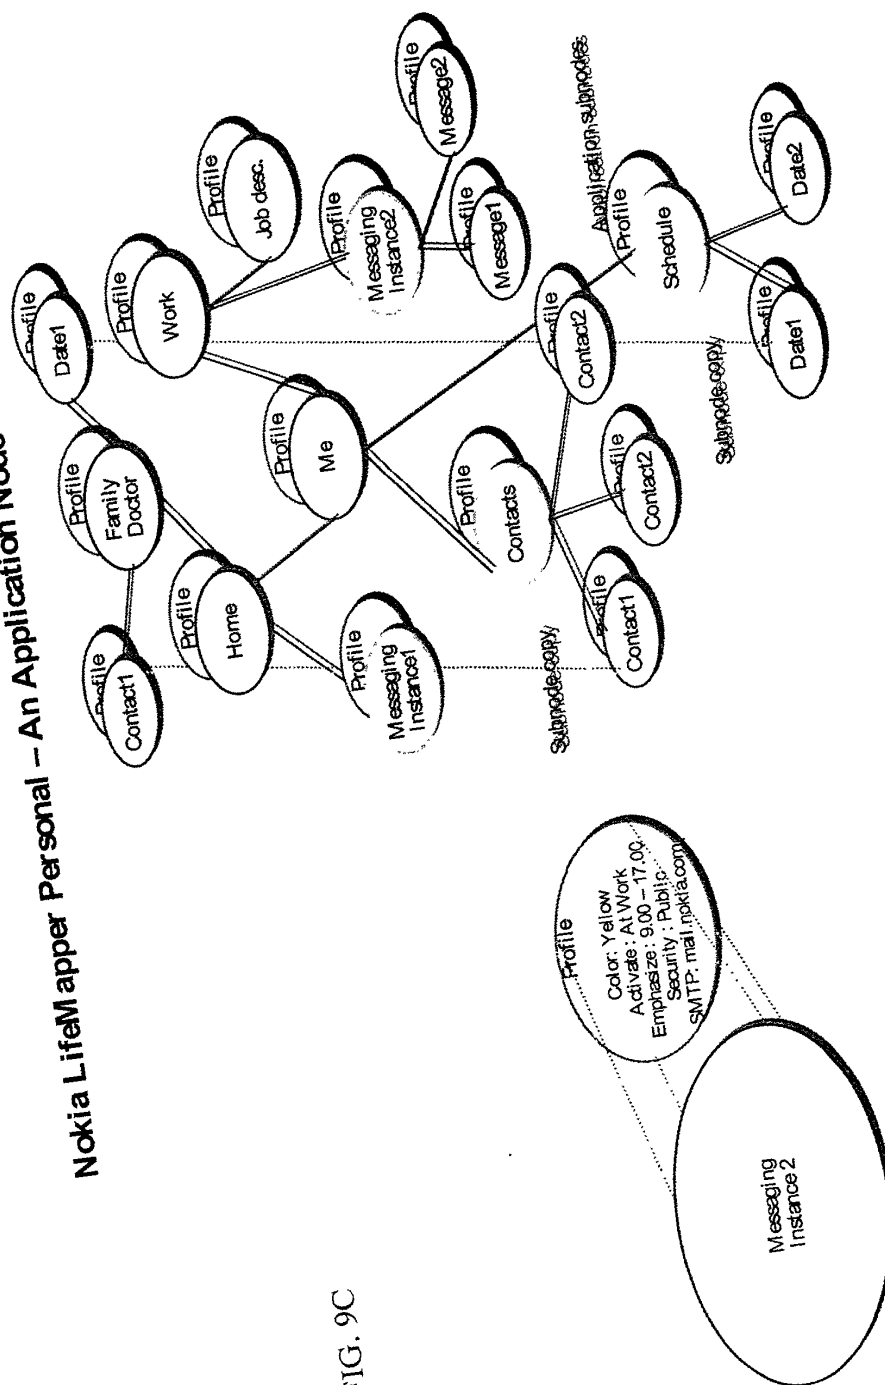 Nokia LifeMapper Personal – An Application Node
Profile
Contact1
Profile
Family
Doctor
Profile
Date1
Profile
Home
Profile
Work
Profile
Job desc.
Profile
Messaging
Instance1
Profile
Me
Profile
Messaging
Instance2
Profile
Message1
Profile
Message2
Profile
Contacts
Subnode copy
Profile
Contact1
Profile
Contact2
Profile
Contact2
Subnode copy
Application subnodes
Profile
Schedule
Profile
Date1
Profile
Date2
Profile
Color: Yellow
Activate : At Work
Emphasize : 9.00 – 17.00
Security : Public
SMTP: mail.nokia.com
Messaging
Instance 2
FIG. 9C